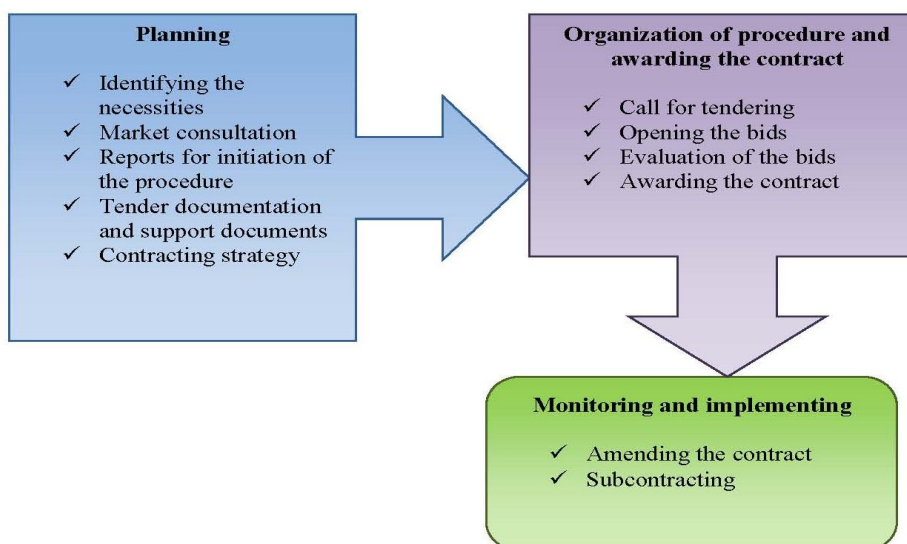 Planning
✓ Identifying the
necessities
✓ Market consultation
✓ Reports for initiation of
the procedure
✓ Tender documentation
and support documents
✓ Contracting strategy
Organization of procedure and
awarding the contract
✓ Call for tendering
✓ Opening the bids
✓ Evaluation of the bids
✓ Awarding the contract
Monitoring and implementing
✓ Amending the contract
✓ Subcontracting